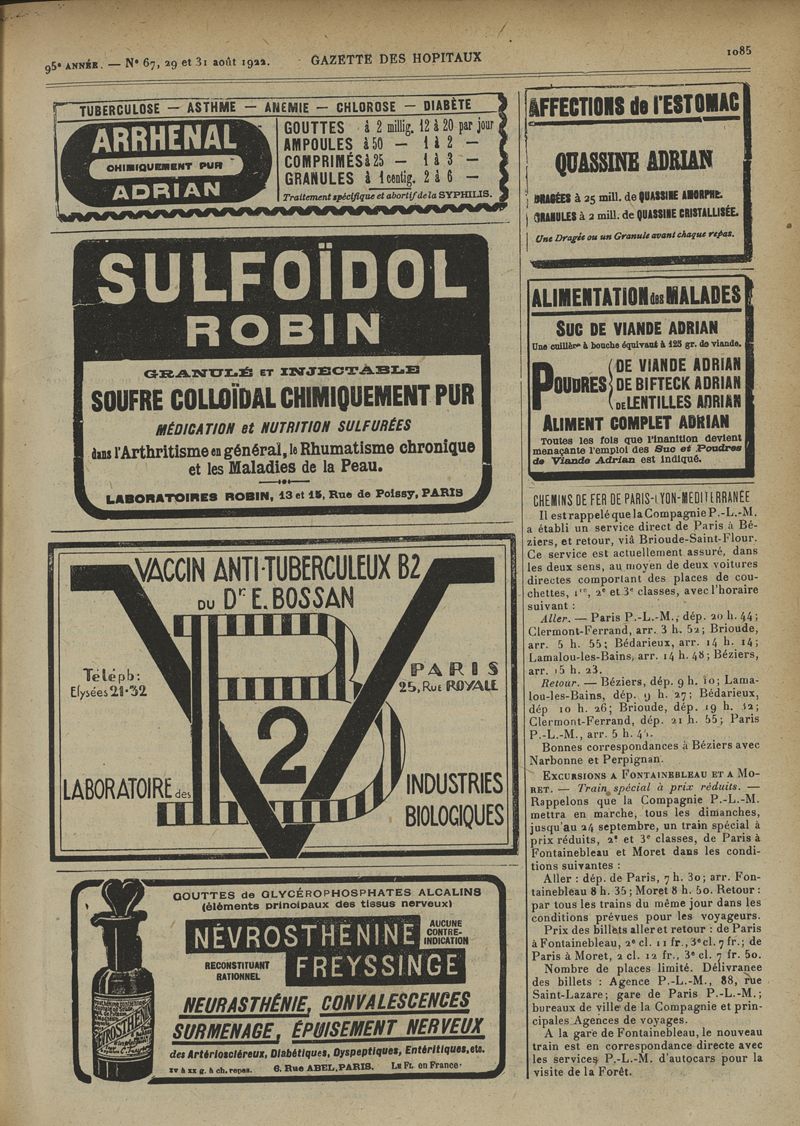 95e ANNÉE. — N° 67, 29 et 31 août 1922.
GAZETTE DES HOPITAUX
1085
TUBERCULOSE — ASTHME — ANEMIE — CHLOROSE — DIABÈTE
ARRHENAL
CHIMIQUEMENT PUR
ADRIAN
GOUTTES à 2 millig. 12 à 20 par jour
AMPOULES à 50 — 1 à 2 —
COMPRIMÉS à 25 — 1 à 3 —
GRANULES à 1 centig. 2 à 6 —
Traitement spécifique et abortif de la SYPHILIS.
SULFOÏDOL
ROBIN
GRANULÉ ET INJECTABLE
SOUFRE COLLOÏDAL CHIMIQUEMENT PUR
MÉDICATION et NUTRITION SULFURÉES
dans l'Arthritisme en général, le Rhumatisme chronique
et les Maladies de la Peau.
LABORATOIRES ROBIN, 13 et 15, Rue de Poissy, PARIS
VACCIN ANTI-TUBERCULEUX B2
DU Dr E. BOSSAN
Téléph:
Elysées 21-32
PARIS
25, RUE ROYALE
B
2
V
LABORATOIRE des
INDUSTRIES
BIOLOGIQUES
GOUTTES de GLYCÉROPHOSPHATES ALCALINS
(éléments principaux des tissus nerveux)
NÉVROSTHÉNINE
AUCUNE
CONTRE-
INDICATION
RECONSTITUANT
RATIONNEL
FREYSSINGE
NEURASTHÉNIE, CONVALESCENCES
SURMENAGE, ÉPUISEMENT NERVEUX
des Artérioscléreux, Diabétiques, Dyspeptiques, Entéritiques, etc.
XV à XX g. à ch. repas.
6. Rue ABEL, PARIS.
LE FL. en France.
AFFECTIONS de l'ESTOMAC
QUASSINE ADRIAN
DRAGÉES à 25 mill. de QUASSINE AMORPHE.
GRANULES à 2 mill. de QUASSINE CRISTALLISÉE.
Une Dragée ou un Granule avant chaque repas.
ALIMENTATION des MALADES
SUC DE VIANDE ADRIAN
Une cuillère à bouche équivaut à 125 gr. de viande.
POUDRES
DE VIANDE ADRIAN
DE BIFTECK ADRIAN
DE LENTILLES ADRIAN
ALIMENT COMPLET ADRIAN
Toutes les fois que l'inanition devient
menaçante l'emploi des Suc et Poudres
de Viande Adrian est indiqué.
CHEMINS DE FER DE PARIS-LYON-MEDITERRANÉE
Il est rappelé que la Compagnie P.-L.-M.
a établi un service direct de Paris à Bé-
ziers, et retour, viâ Brioude-Saint-Flour.
Ce service est actuellement assuré, dans
les deux sens, au moyen de deux voitures
directes comportant des places de cou-
chettes, 1re, 2e et 3e classes, avec l'horaire
suivant :
Aller. — Paris P.-L.-M., dép. 20 h. 44;
Clermont-Ferrand, arr. 3 h. 52; Brioude,
arr. 5 h. 55; Bédarieux, arr. 14 h. 14;
Lamalou-les-Bains, arr. 14 h. 48; Béziers,
arr. 15 h. 23.
Retour. — Béziers, dép. 9 h. 10; Lama-
lou-les-Bains, dép. 9 h. 27; Bédarieux,
dép 10 h. 26; Brioude, dép. 19 h. 32;
Clermont-Ferrand, dép. 21 h. 55; Paris
P.-L.-M., arr. 5 h.
Bonnes correspondances à Béziers avec
Narbonne et Perpignan.
EXCURSIONS A FONTAINEBLEAU ET A MO-
RET. — Train spécial à prix réduits. —
Rappelons que la Compagnie P.-L.-M.
mettra en marche, tous les dimanches,
jusqu'au 24 septembre, un train spécial à
prix réduits, 2e et 3e classes, de Paris à
Fontainebleau et Moret dans les condi-
tions suivantes :
Aller : dép. de Paris, 7 h. 30; arr. Fon-
tainebleau 8 h. 35; Moret 8 h. 50. Retour :
par tous les trains du même jour dans les
conditions prévues pour les voyageurs.
Prix des billets aller et retour : de Paris
à Fontainebleau, 2e cl. 11 fr., 3e cl. 7 fr.; de
Paris à Moret, 2 cl. 12 fr., 3e cl. 7 fr. 50.
Nombre de places limité. Délivrance
des billets : Agence P.-L.-M., 88, rue
Saint-Lazare; gare de Paris P.-L.-M.;
bureaux de ville de la Compagnie et prin-
cipales Agences de voyages.
A la gare de Fontainebleau, le nouveau
train est en correspondance directe avec
les services P.-L.-M. d'autocars pour la
visite de la Forêt.